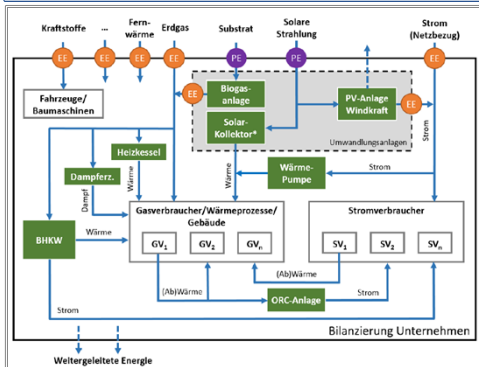 Kraftstoffe
...
Fern-
wärme
Erdgas
Substrat
Solare
Strahlung
Strom
(Netzbezug)
EE
EE
EE
EE
PE
PE
EE
Fahrzeuge/
Baumaschinen
EE
Biogas-
anlage
PV-Anlage
Windkraft
EE
Solar-
Kollektor*
Umwandlungsanlagen
Strom
Heizkessel
Dampferz.
Wärme
Wärme
Wärme-
Pumpe
Strom
Dampf
BHKW
Wärme
Gasverbraucher/Wärmeprozesse/
Gebäude
GV1
GV2
GVn
Stromverbraucher
SV1
SV2
SVn
(Ab)Wärme
(Ab)Wärme
ORC-Anlage
Strom
Strom
Bilanzierung Unternehmen
Weitergeleitete Energie